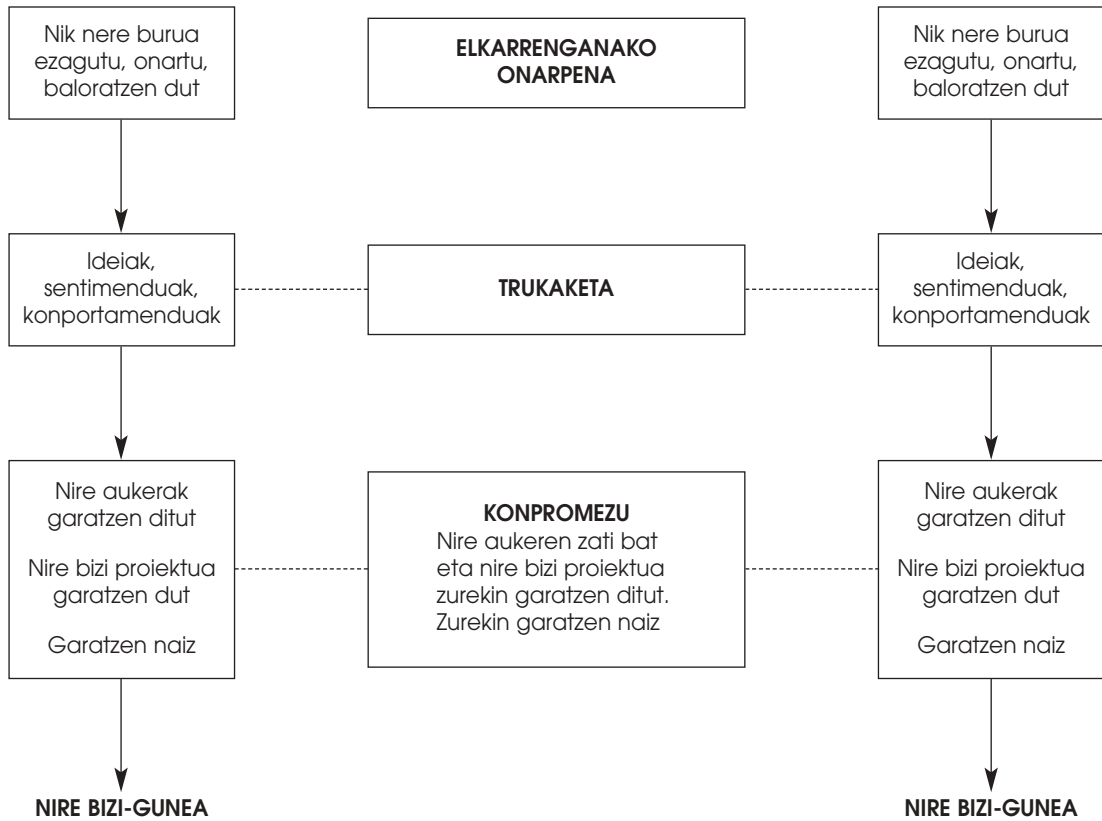 Nik nere burua
ezagutu, onartu,
baloratzen dut
ELKARRENGANAKO
ONARPENA
Nik nere burua
ezagutu, onartu,
baloratzen dut
Ideiak,
sentimenduak,
konportamenduak
TRUKAKETA
Ideiak,
sentimenduak,
konportamenduak
Nire aukerak
garatzen ditut
Nire bizi proiektua
garatzen dut
Garatzen naiz
KONPROMEZU
Nire aukeren zati bat
eta nire bizi proiektua
zurekin garatzen ditut.
Zurekin garatzen naiz
Nire aukerak
garatzen ditut
Nire bizi proiektua
garatzen dut
Garatzen naiz
NIRE BIZI-GUNEA
NIRE BIZI-GUNEA